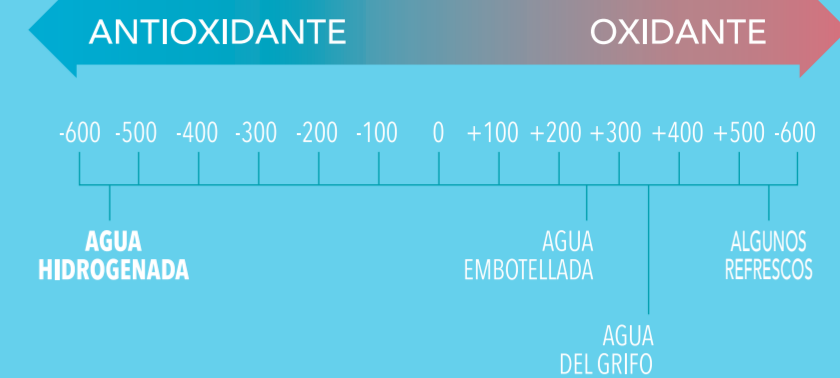 ANTIOXIDANTE OXIDANTE
-600 -500 -400 -300 -200 -100 0 +100 +200 +300 +400 +500 -600
AGUA
HIDROGENADA
AGUA
EMBOTELLADA
ALGUNOS
REFRESCOS
AGUA
DEL GRIFO